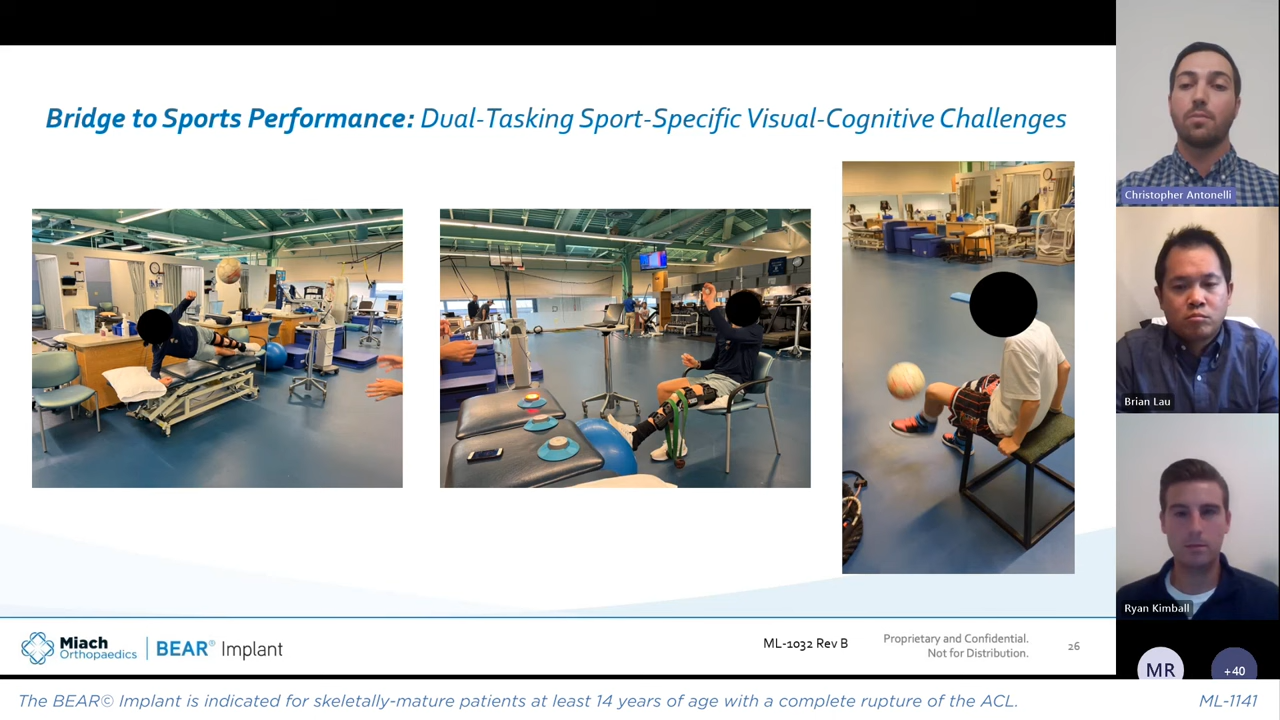 Bridge to Sports Performance: Dual-Tasking Sport-Specific Visual-Cognitive Challenges
Christopher Antonelli
Brian Lau
Ryan Kimball
MR
+40
Miach
Orthopaedics
BEAR® Implant
ML-1032 Rev B
Proprietary and Confidential.
Not for Distribution.
26
The BEAR© Implant is indicated for skeletally-mature patients at least 14 years of age with a complete rupture of the ACL.
ML-1141